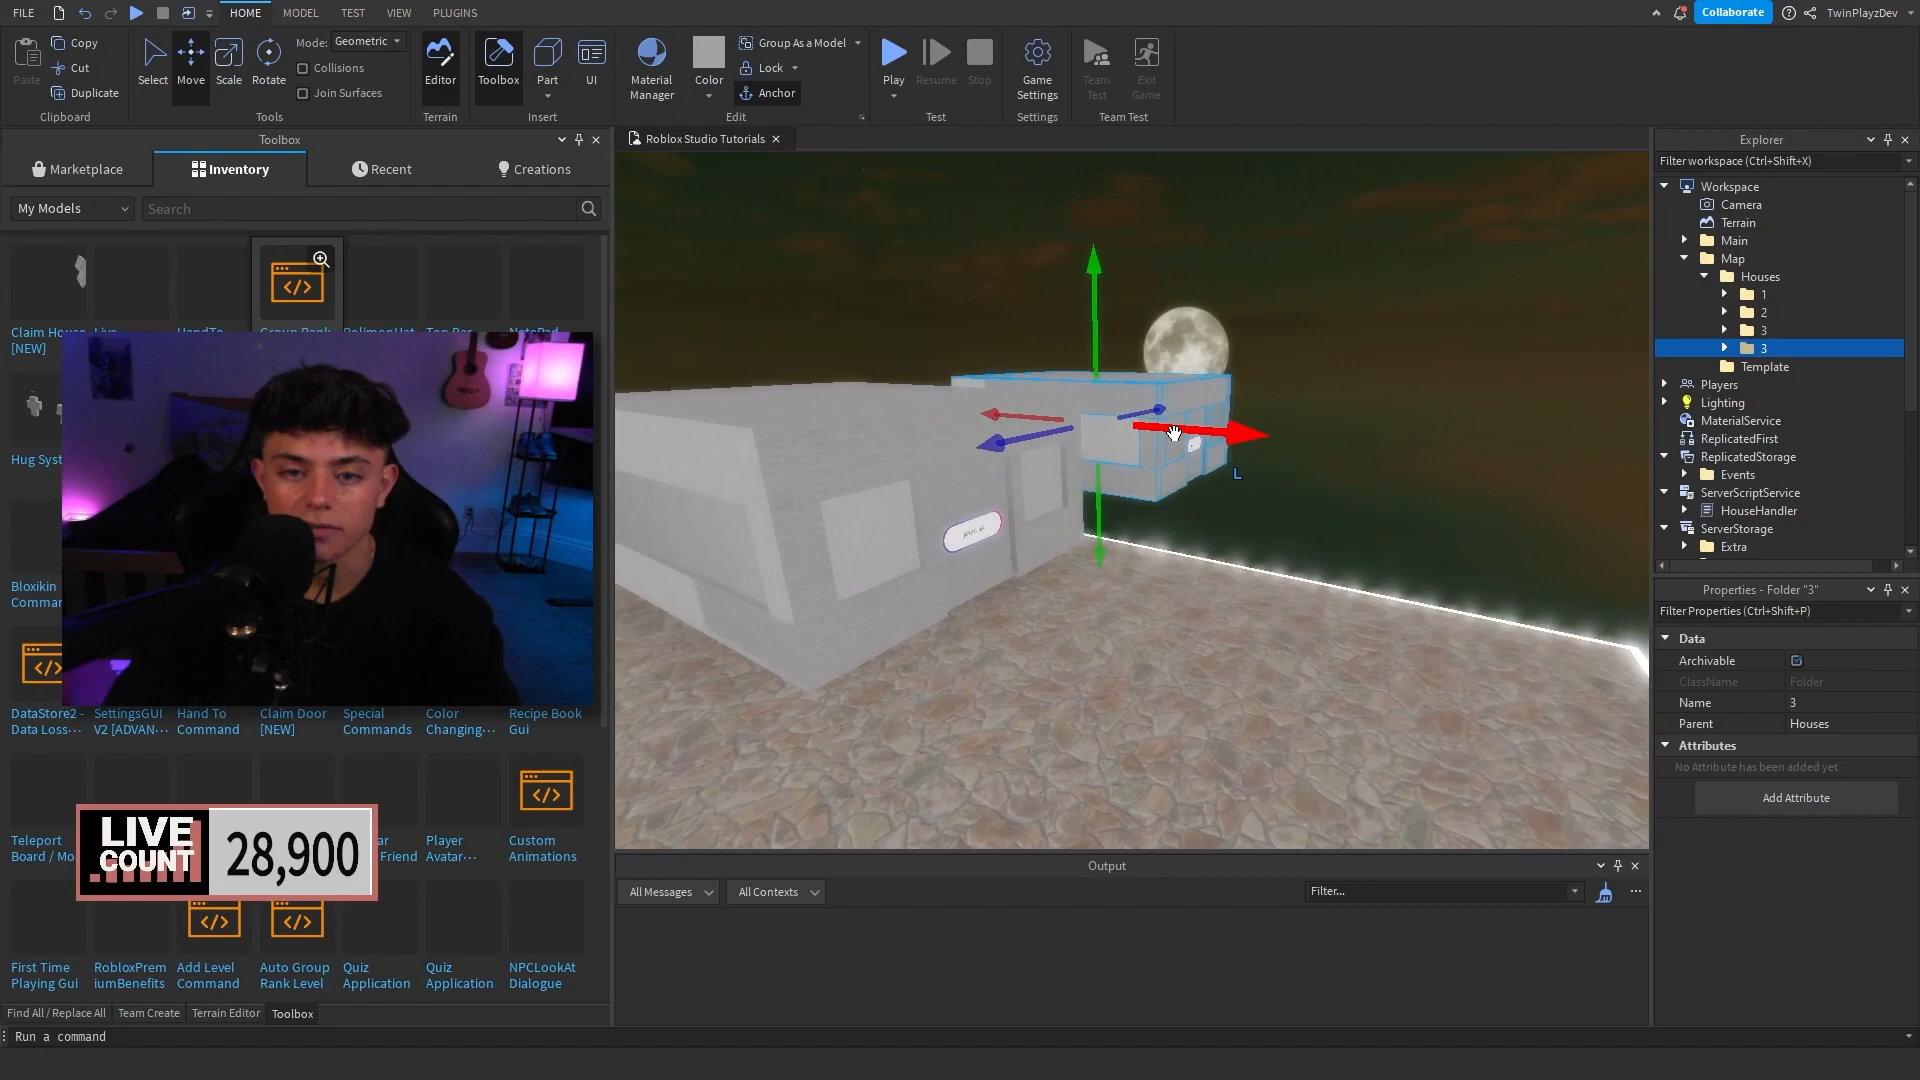 FILE
HOME
MODEL
TEST
VIEW
PLUGINS
Collaborate
TwinPlayzDev
Paste
Copy
Cut
Duplicate
Clipboard
Select
Move
Scale
Rotate
Mode: Geometric
Collisions
Join Surfaces
Tools
Editor
Terrain
Toolbox
Part
UI
Insert
Material
Manager
Color
Group As a Model
Lock
Anchor
Edit
Play
Resume
Stop
Test
Game
Settings
Settings
Team
Test
Exit
Game
Team Test
Toolbox
Marketplace
Inventory
Recent
Creations
My Models
Search
Claim House
[NEW]
Hug Syst
Bloxikin
Comman
DataStore2 -
Data Loss...
SettingsGUI
V2 [ADVAN...
Hand To
Command
Claim Door
[NEW]
Special
Commands
Color
Changing...
Recipe Book
Gui
Teleport
Board / Mo
ar
Friend
Player
Avatar...
Custom
Animations
LIVE
COUNT
28,900
First Time
Playing Gui
RobloxPrem
iumBenefits
Add Level
Command
Auto Group
Rank Level
Quiz
Application
Quiz
Application
NPCLookAt
Dialogue
Find All / Replace All
Team Create
Terrain Editor
Toolbox
Run a command
Roblox Studio Tutorials
L
Output
All Messages
All Contexts
Filter...
Explorer
Filter workspace (Ctrl+Shift+X)
Workspace
Camera
Terrain
Main
Map
Houses
1
2
3
3
Template
Players
Lighting
MaterialService
ReplicatedFirst
ReplicatedStorage
Events
ServerScriptService
HouseHandler
ServerStorage
Extra
Properties - Folder "3"
Filter Properties (Ctrl+Shift+P)
Data
Archivable
ClassName Folder
Name 3
Parent Houses
Attributes
No Attribute has been added yet
Add Attribute